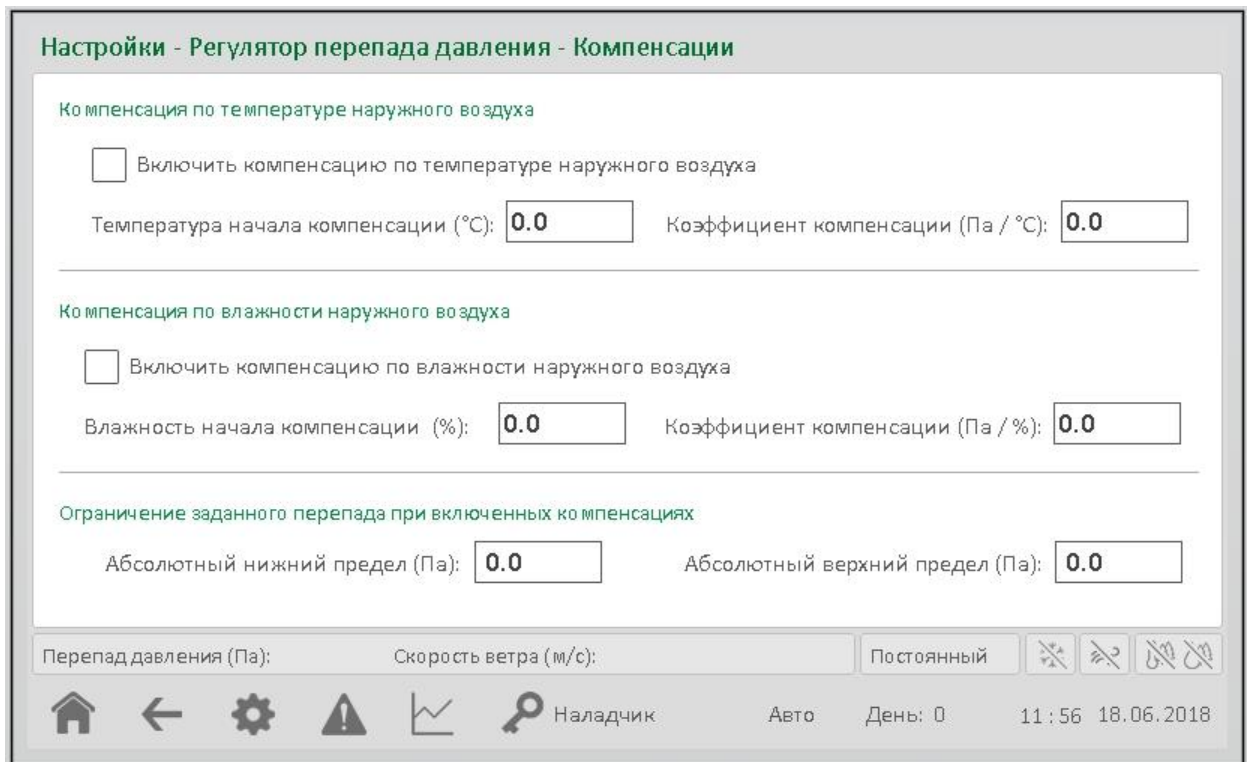 Настройки - Регулятор перепада давления - Компенсации
Компенсация по температуре наружного воздуха
Включить компенсацию по температуре наружного воздуха
Температура начала компенсации (°C): 0.0 Коэффициент компенсации (Па / °C): 0.0
Компенсация по влажности наружного воздуха
Включить компенсацию по влажности наружного воздуха
Влажность начала компенсации (%): 0.0 Коэффициент компенсации (Па / %): 0.0
Ограничение заданного перепада при включенных компенсациях
Абсолютный нижний предел (Па): 0.0 Абсолютный верхний предел (Па): 0.0
Перепад давления (Па): Скорость ветра (м/с): Постоянный
Наладчик Авто День: 0 11:56 18.06.2018